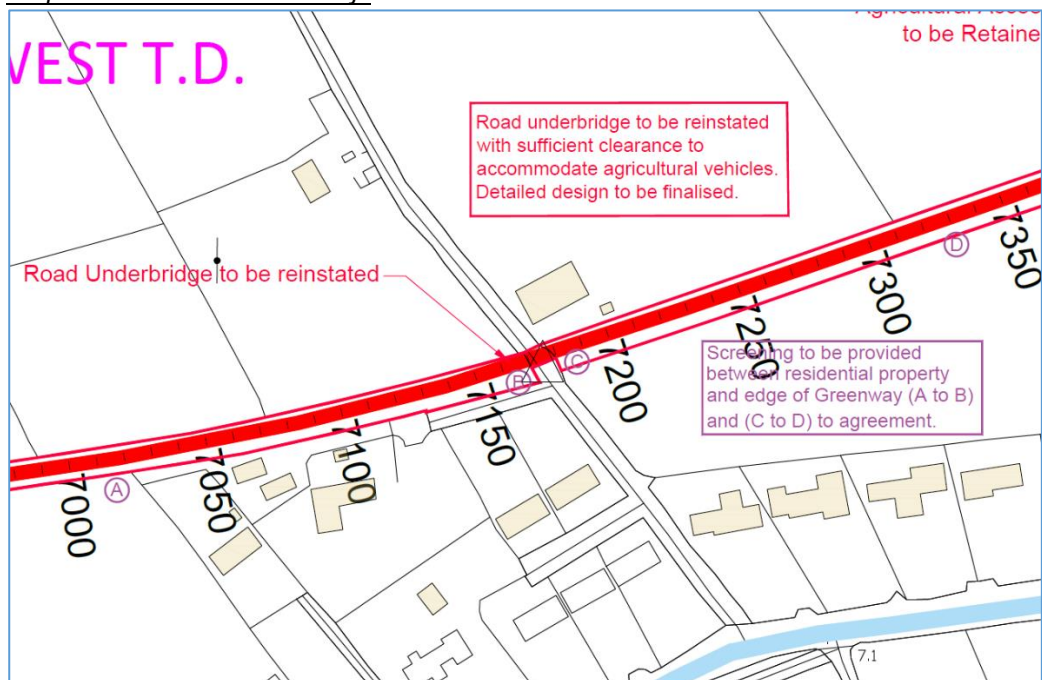 WEST T.D.
to be Retaine
Road underbridge to be reinstated
with sufficient clearance to
accommodate agricultural vehicles.
Detailed design to be finalised.
Road Underbridge to be reinstated
Screening to be provided
between residential property
and edge of Greenway (A to B)
and (C to D) to agreement.
A
B
C
D
7000
7050
7100
7150
7200
7250
7300
7350
7.1